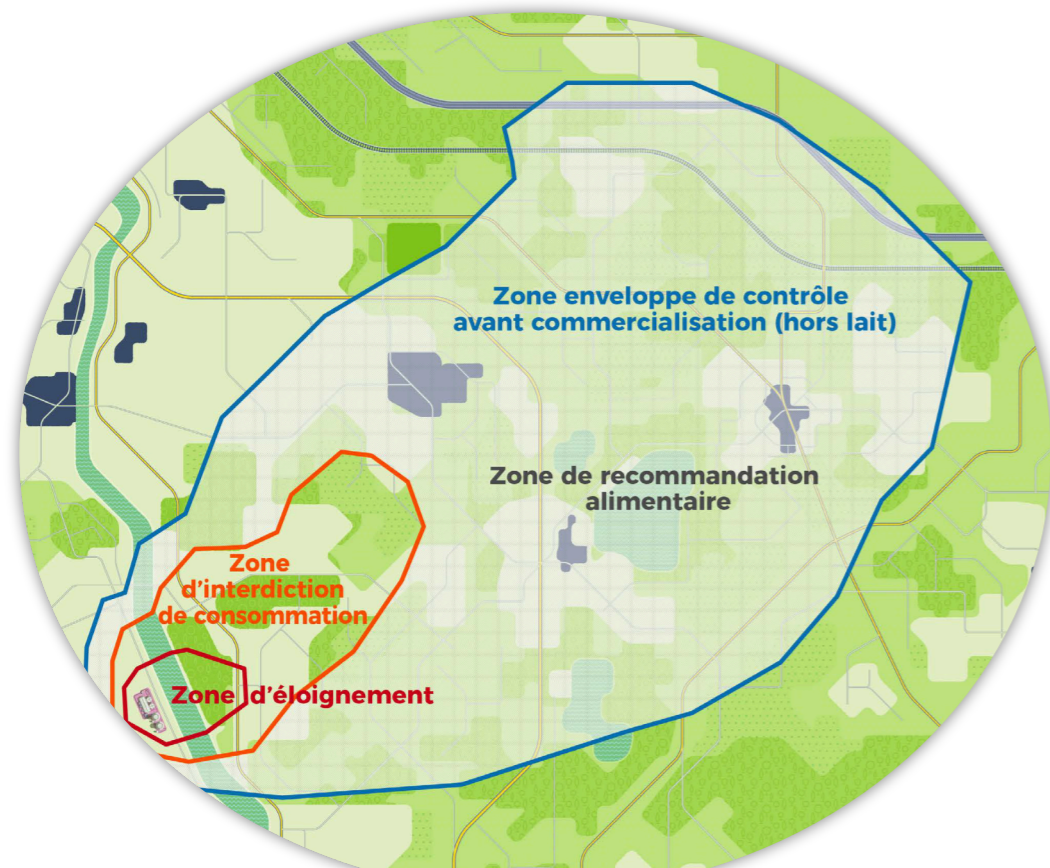 Zone enveloppe de contrôle
avant commercialisation (hors lait)
Zone de recommandation
alimentaire
Zone
d'interdiction
de consommation
Zone d'éloignement